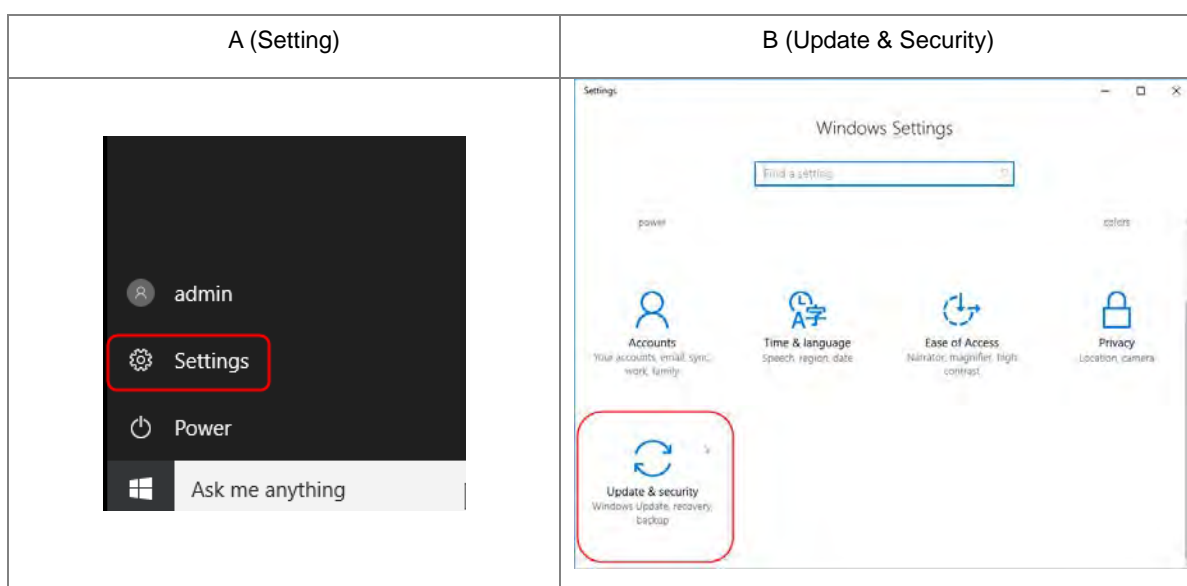 A (Setting)
B (Update & Security)
admin
Settings
Power
Ask me anything
Settings
Windows Settings
Find a setting
power
colors
Accounts
Your accounts, email, sync,
work, family
A字
Time & language
Speech, region, date
Ease of Access
Narrator, magnifier, high
contrast
Privacy
Location, camera
Update & security
Windows Update, recovery,
backup